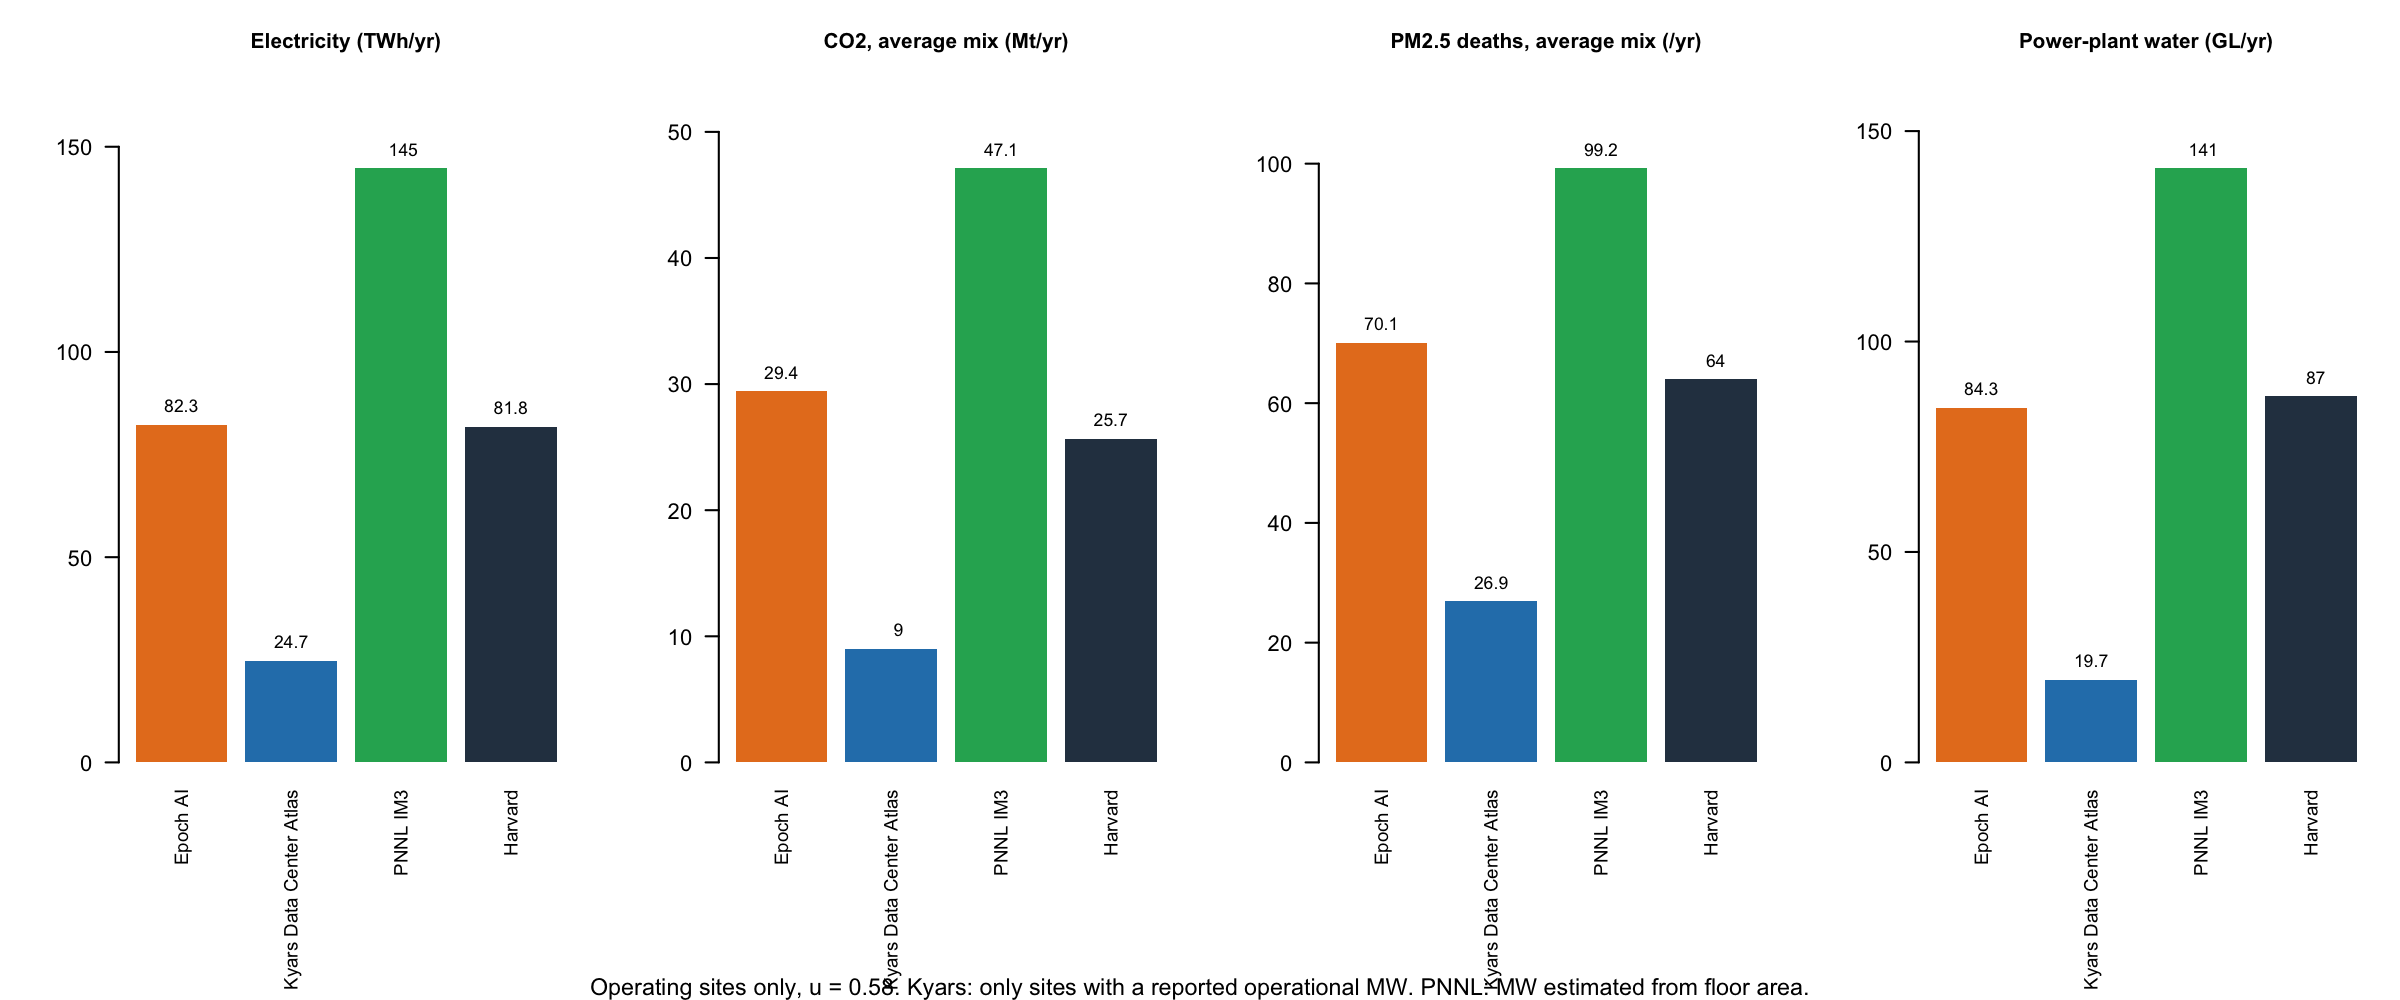 Electricity (TWh/yr)
150
100
50
0
82.3
24.7
145
81.8
Epoch AI
Kyars Data Center Atlas
PNNL IM3
Harvard
CO2, average mix (Mt/yr)
50
40
30
20
10
0
29.4
9
47.1
25.7
Epoch AI
Kyars Data Center Atlas
PNNL IM3
Harvard
PM2.5 deaths, average mix (/yr)
100
80
60
40
20
0
70.1
26.9
99.2
64
Epoch AI
Kyars Data Center Atlas
PNNL IM3
Harvard
Power-plant water (GL/yr)
150
100
50
0
84.3
19.7
141
87
Epoch AI
Kyars Data Center Atlas
PNNL IM3
Harvard
Operating sites only, u = 0.58. Kyars: only sites with a reported operational MW. PNNL: MW estimated from floor area.